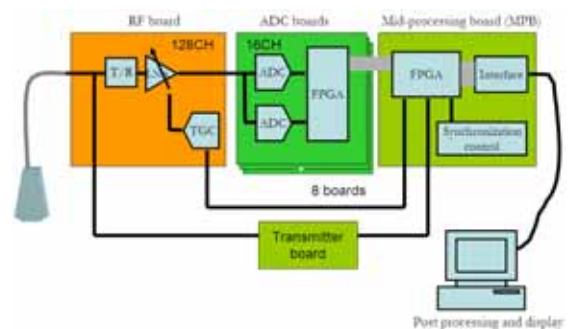 RF board
ADC boards
Mid-processing board (MPB)
128CH
16CH
T/R
ADC
ADC
FPGA
FPGA
Interface
TGC
Synchronization
control
8 boards
Transmitter
board
Post processing and display